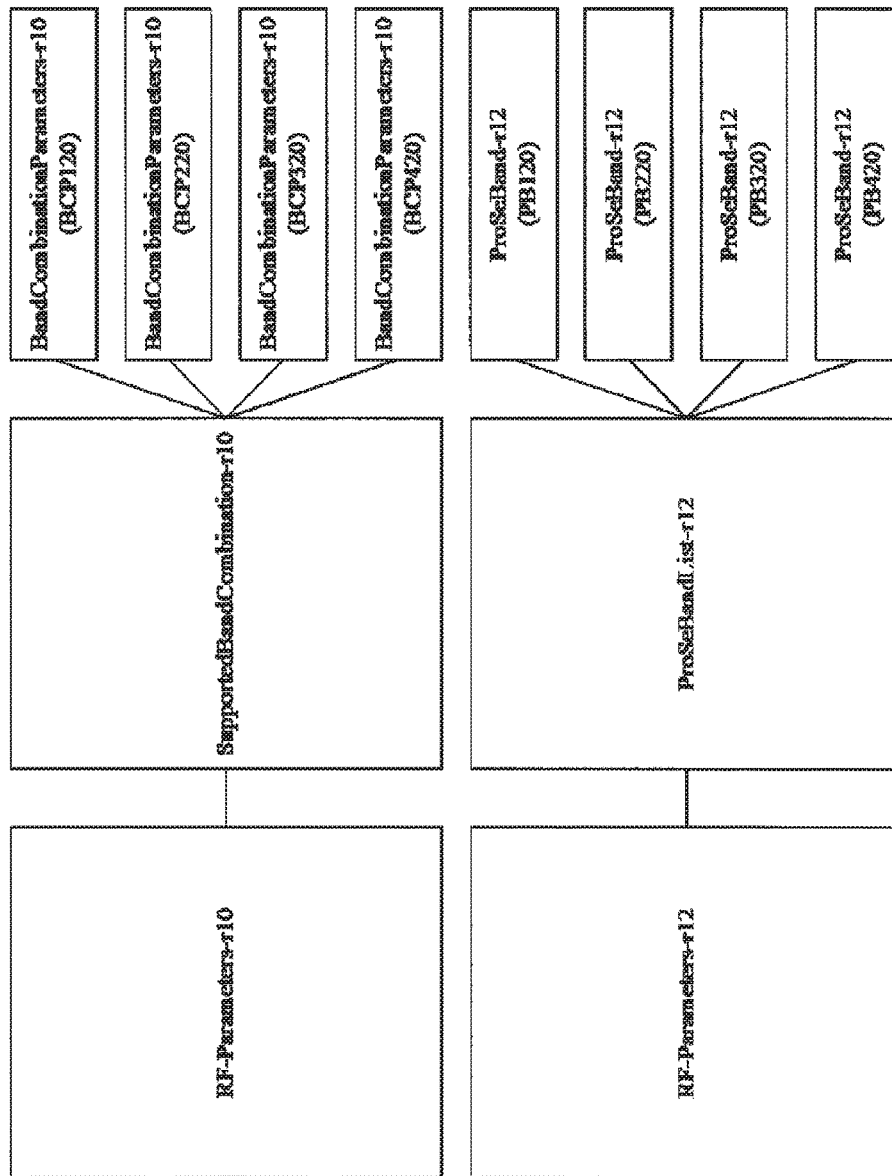 RF-Parameters-r10
SupportedBandCombination-r10
BandCombinationParameters-r10
(BCP120)
BandCombinationParameters-r10
(BCP220)
BandCombinationParameters-r10
(BCP320)
BandCombinationParameters-r10
(BCP420)
RF-Parameters-r12
ProSeBandList-r12
ProSeBand-r12
(PB120)
ProSeBand-r12
(PB220)
ProSeBand-r12
(PB320)
ProSeBand-r12
(PB420)